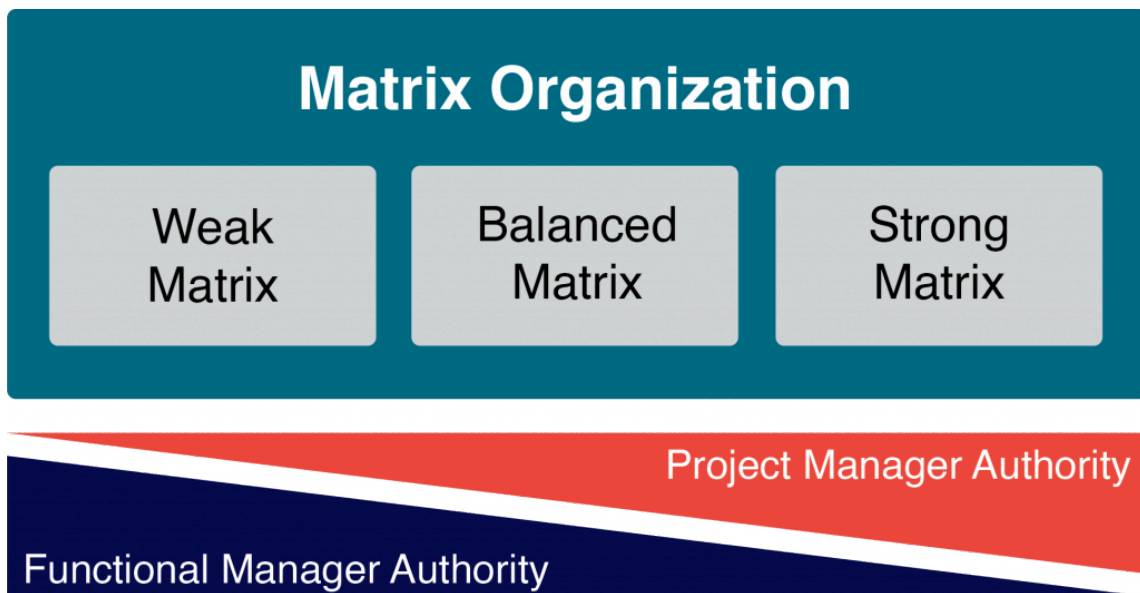 Matrix Organization
Weak
Matrix
Balanced
Matrix
Strong
Matrix
Project Manager Authority
Functional Manager Authority